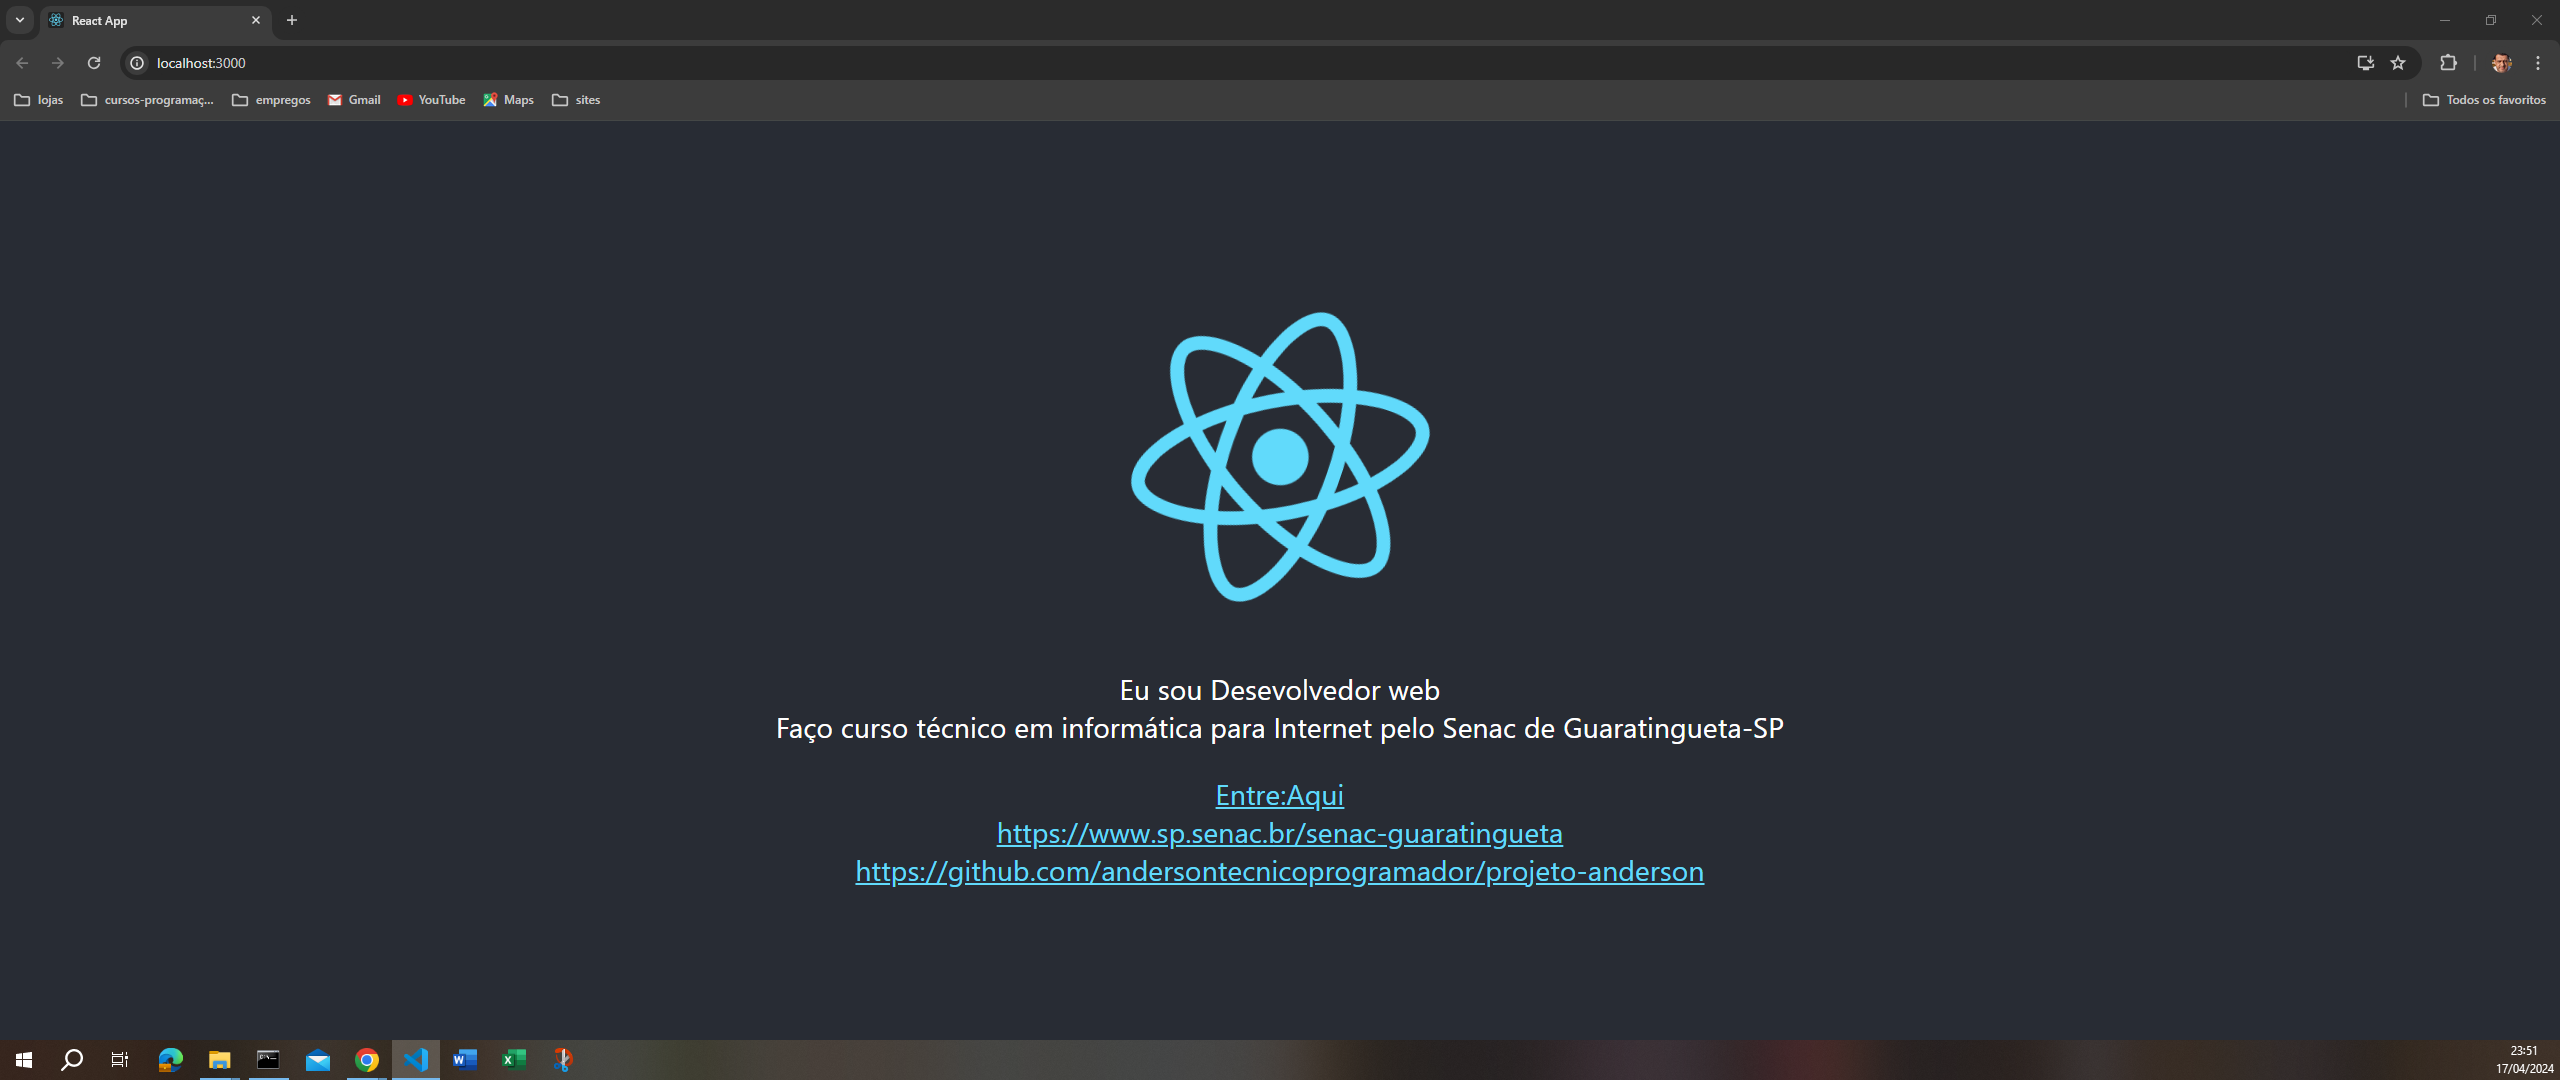 React App
localhost:3000
lojas
cursos-programaç...
empregos
Gmail
YouTube
Maps
sites
Todos os favoritos
Eu sou Desevolvedor web
Faço curso técnico em informática para Internet pelo Senac de Guaratingueta-SP
Entre:Aqui
https://www.sp.senac.br/senac-guaratingueta
https://github.com/andersontecnicoprogramador/projeto-anderson
23:51
17/04/2024